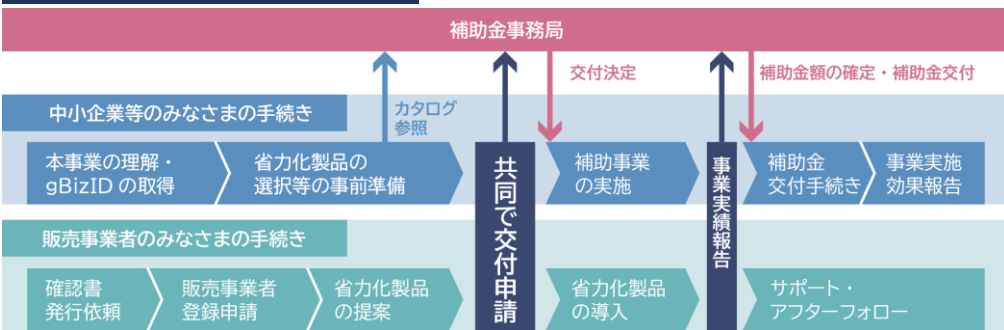 補助金事務局
交付決定
補助金額の確定・補助金交付
カタログ
参照
中小企業等のみなさまの手続き
本事業の理解・
gBizID の取得
省力化製品の
選択等の事前準備
共同で交付申請
補助事業
の実施
事業実績報告
補助金
交付手続き
事業実施
効果報告
販売事業者のみなさまの手続き
確認書
発行依頼
販売事業者
登録申請
省力化製品
の提案
省力化製品
の導入
サポート・
アフターフォロー